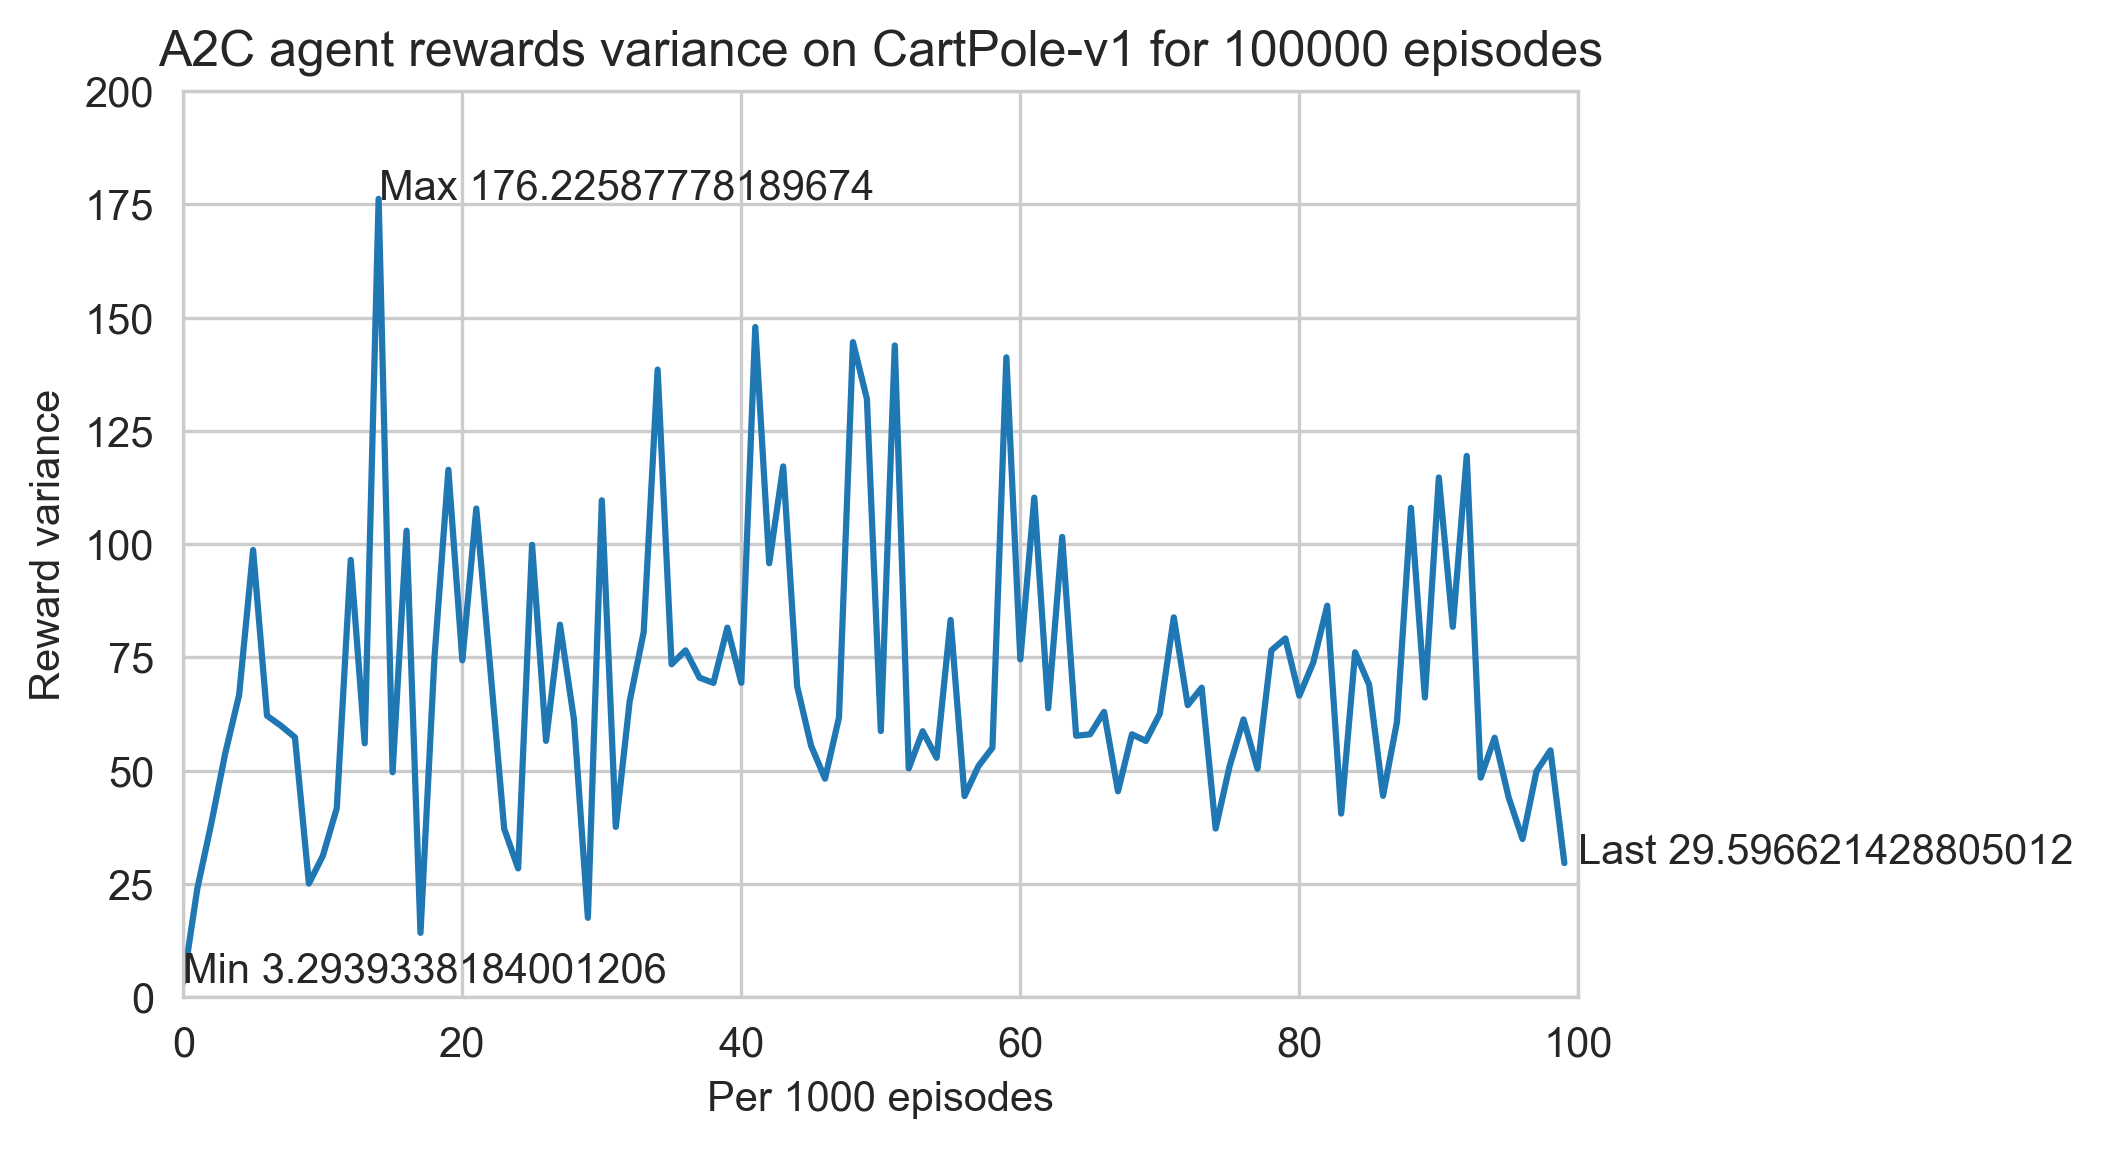 A2C agent rewards variance on CartPole-v1 for 100000 episodes
200
175
150
125
100
75
50
25
0
Reward variance
Max 176.22587778189674
Min 3.2939338184001206
Last 29.596621428805012
0 20 40 60 80 100
Per 1000 episodes